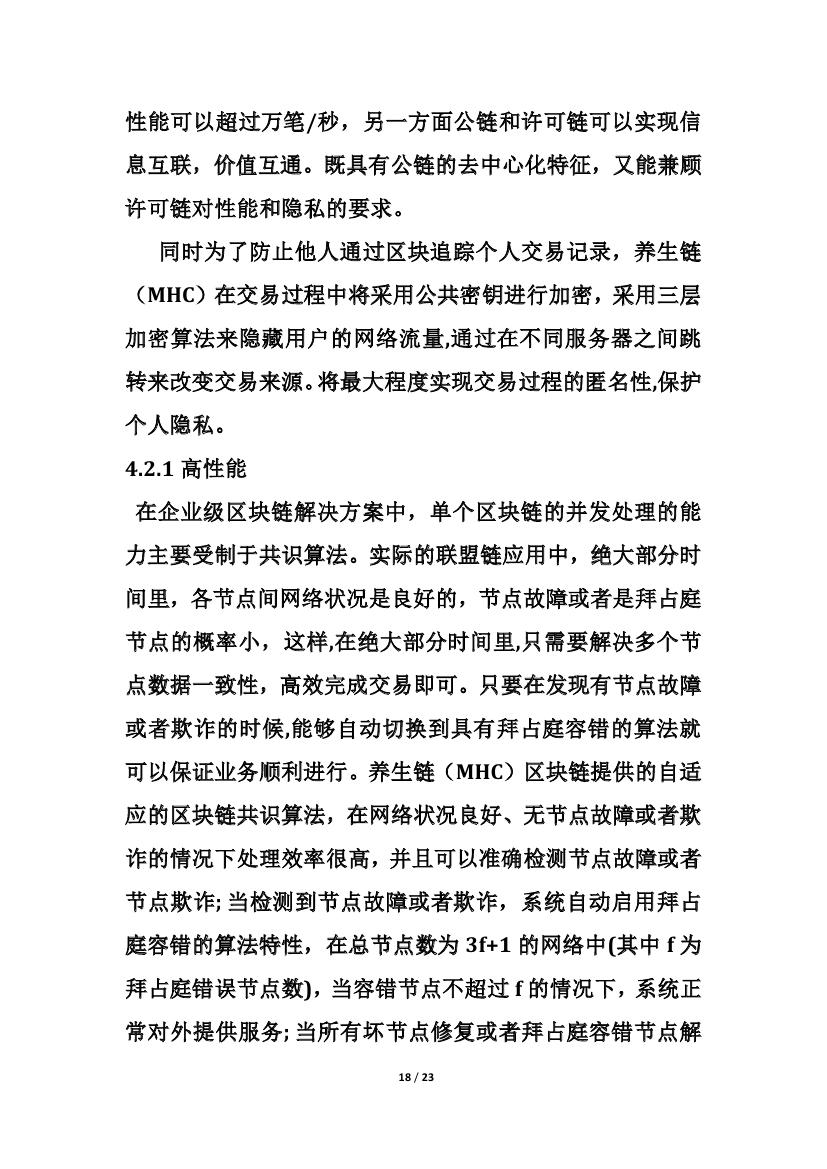 性能可以超过万笔/秒，另一方面公链和许可链可以实现信
息互联，价值互通。既具有公链的去中心化特征，又能兼顾
许可链对性能和隐私的要求。
同时为了防止他人通过区块追踪个人交易记录，养生链
（MHC）在交易过程中将采用公共密钥进行加密，采用三层
加密算法来隐藏用户的网络流量,通过在不同服务器之间跳
转来改变交易来源。将最大程度实现交易过程的匿名性,保护
个人隐私。
4.2.1 高性能
在企业级区块链解决方案中，单个区块链的并发处理的能
力主要受制于共识算法。实际的联盟链应用中，绝大部分时
间里，各节点间网络状况是良好的，节点故障或者是拜占庭
节点的概率小，这样,在绝大部分时间里,只需要解决多个节
点数据一致性，高效完成交易即可。只要在发现有节点故障
或者欺诈的时候,能够自动切换到具有拜占庭容错的算法就
可以保证业务顺利进行。养生链（MHC）区块链提供的自适
应的区块链共识算法，在网络状况良好、无节点故障或者欺
诈的情况下处理效率很高，并且可以准确检测节点故障或者
节点欺诈; 当检测到节点故障或者欺诈，系统自动启用拜占
庭容错的算法特性，在总节点数为 3f+1 的网络中(其中 f 为
拜占庭错误节点数)，当容错节点不超过 f 的情况下，系统正
常对外提供服务; 当所有坏节点修复或者拜占庭容错节点解
18 / 23